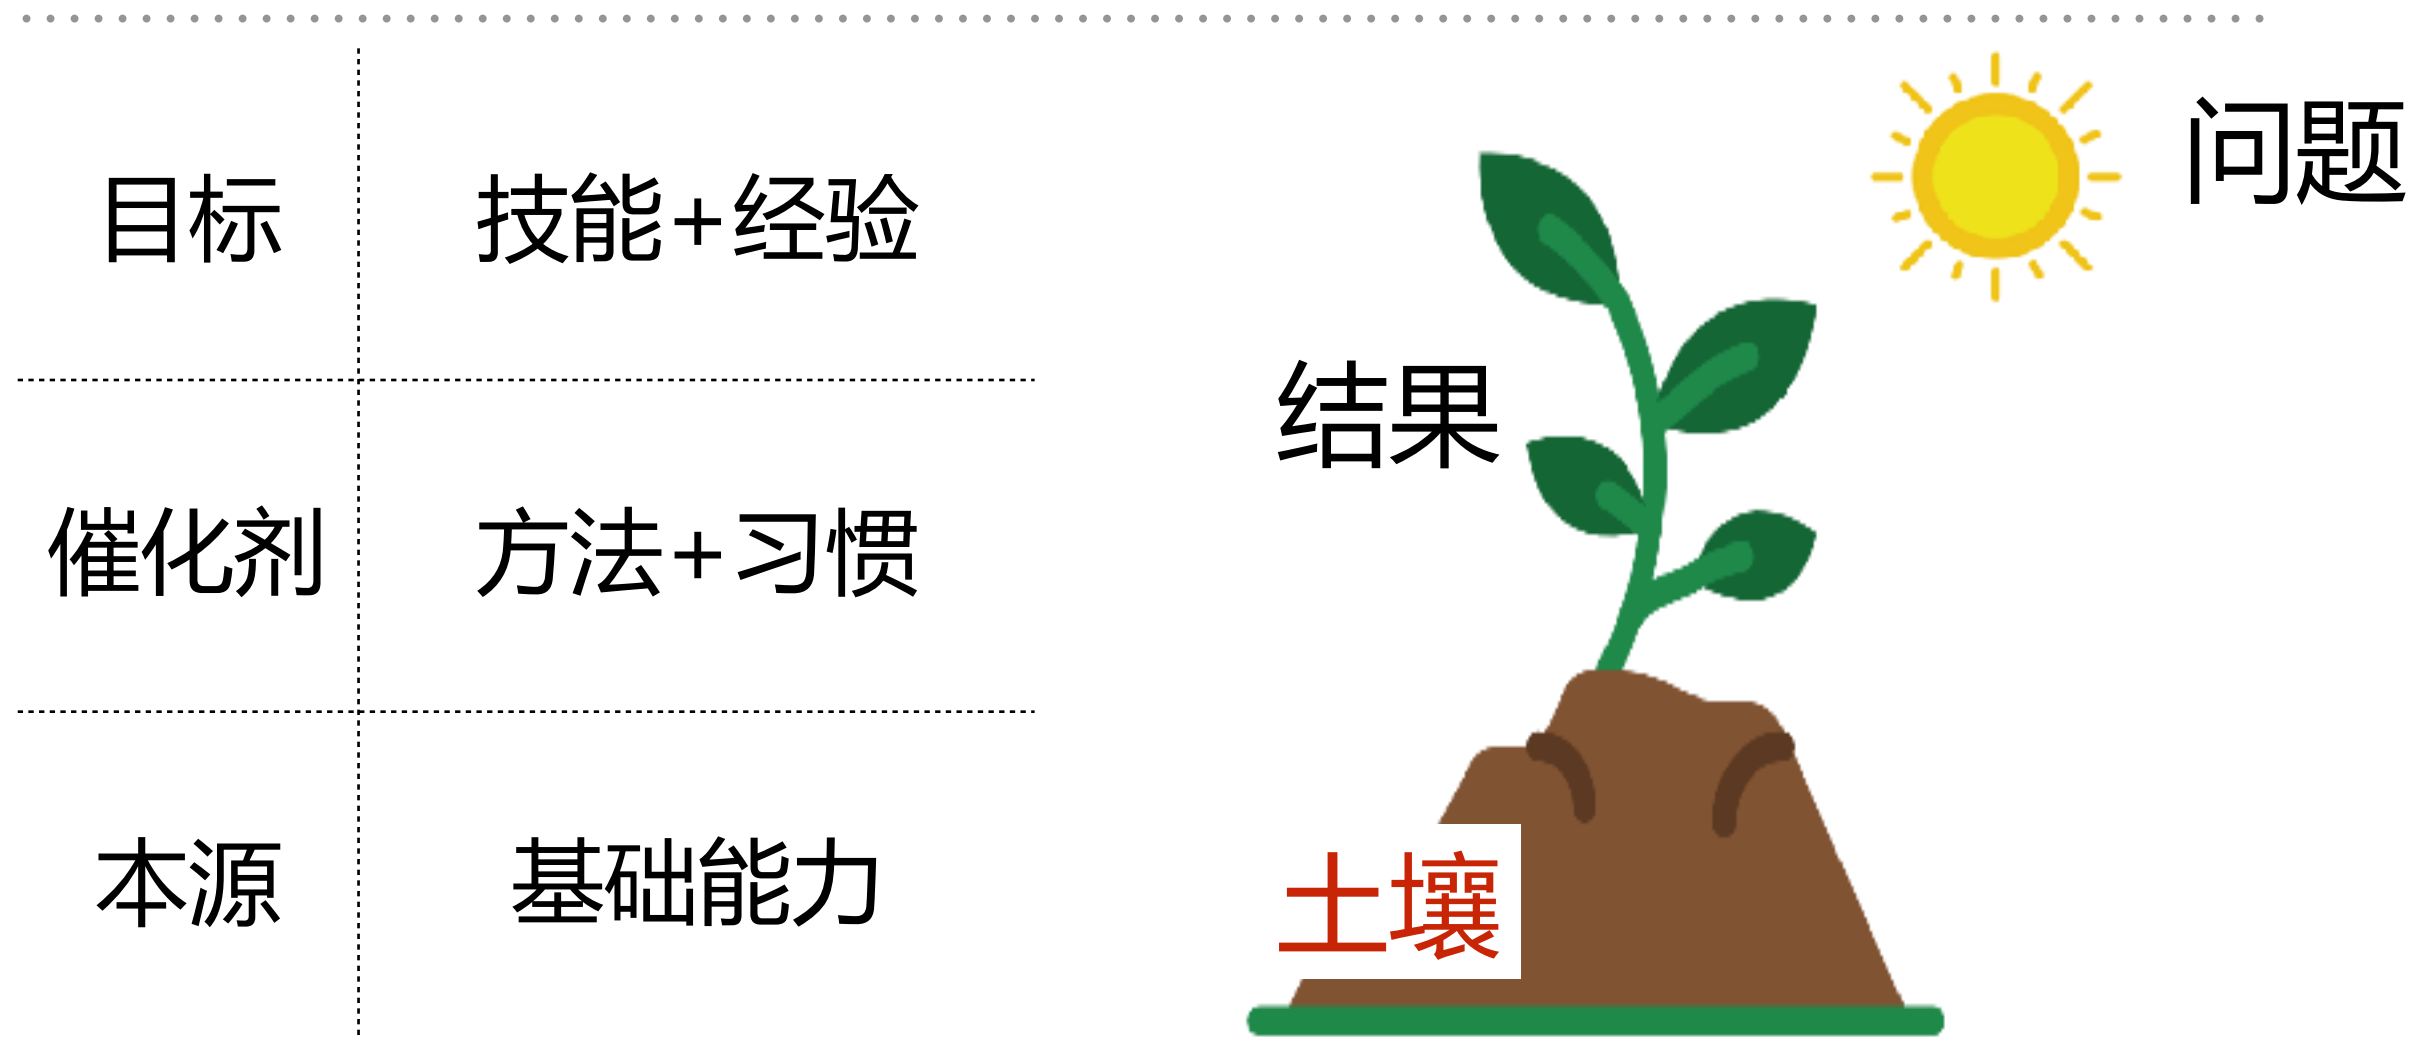 目标
技能+经验
催化剂
方法+习惯
本源
基础能力
问题
结果
土壤